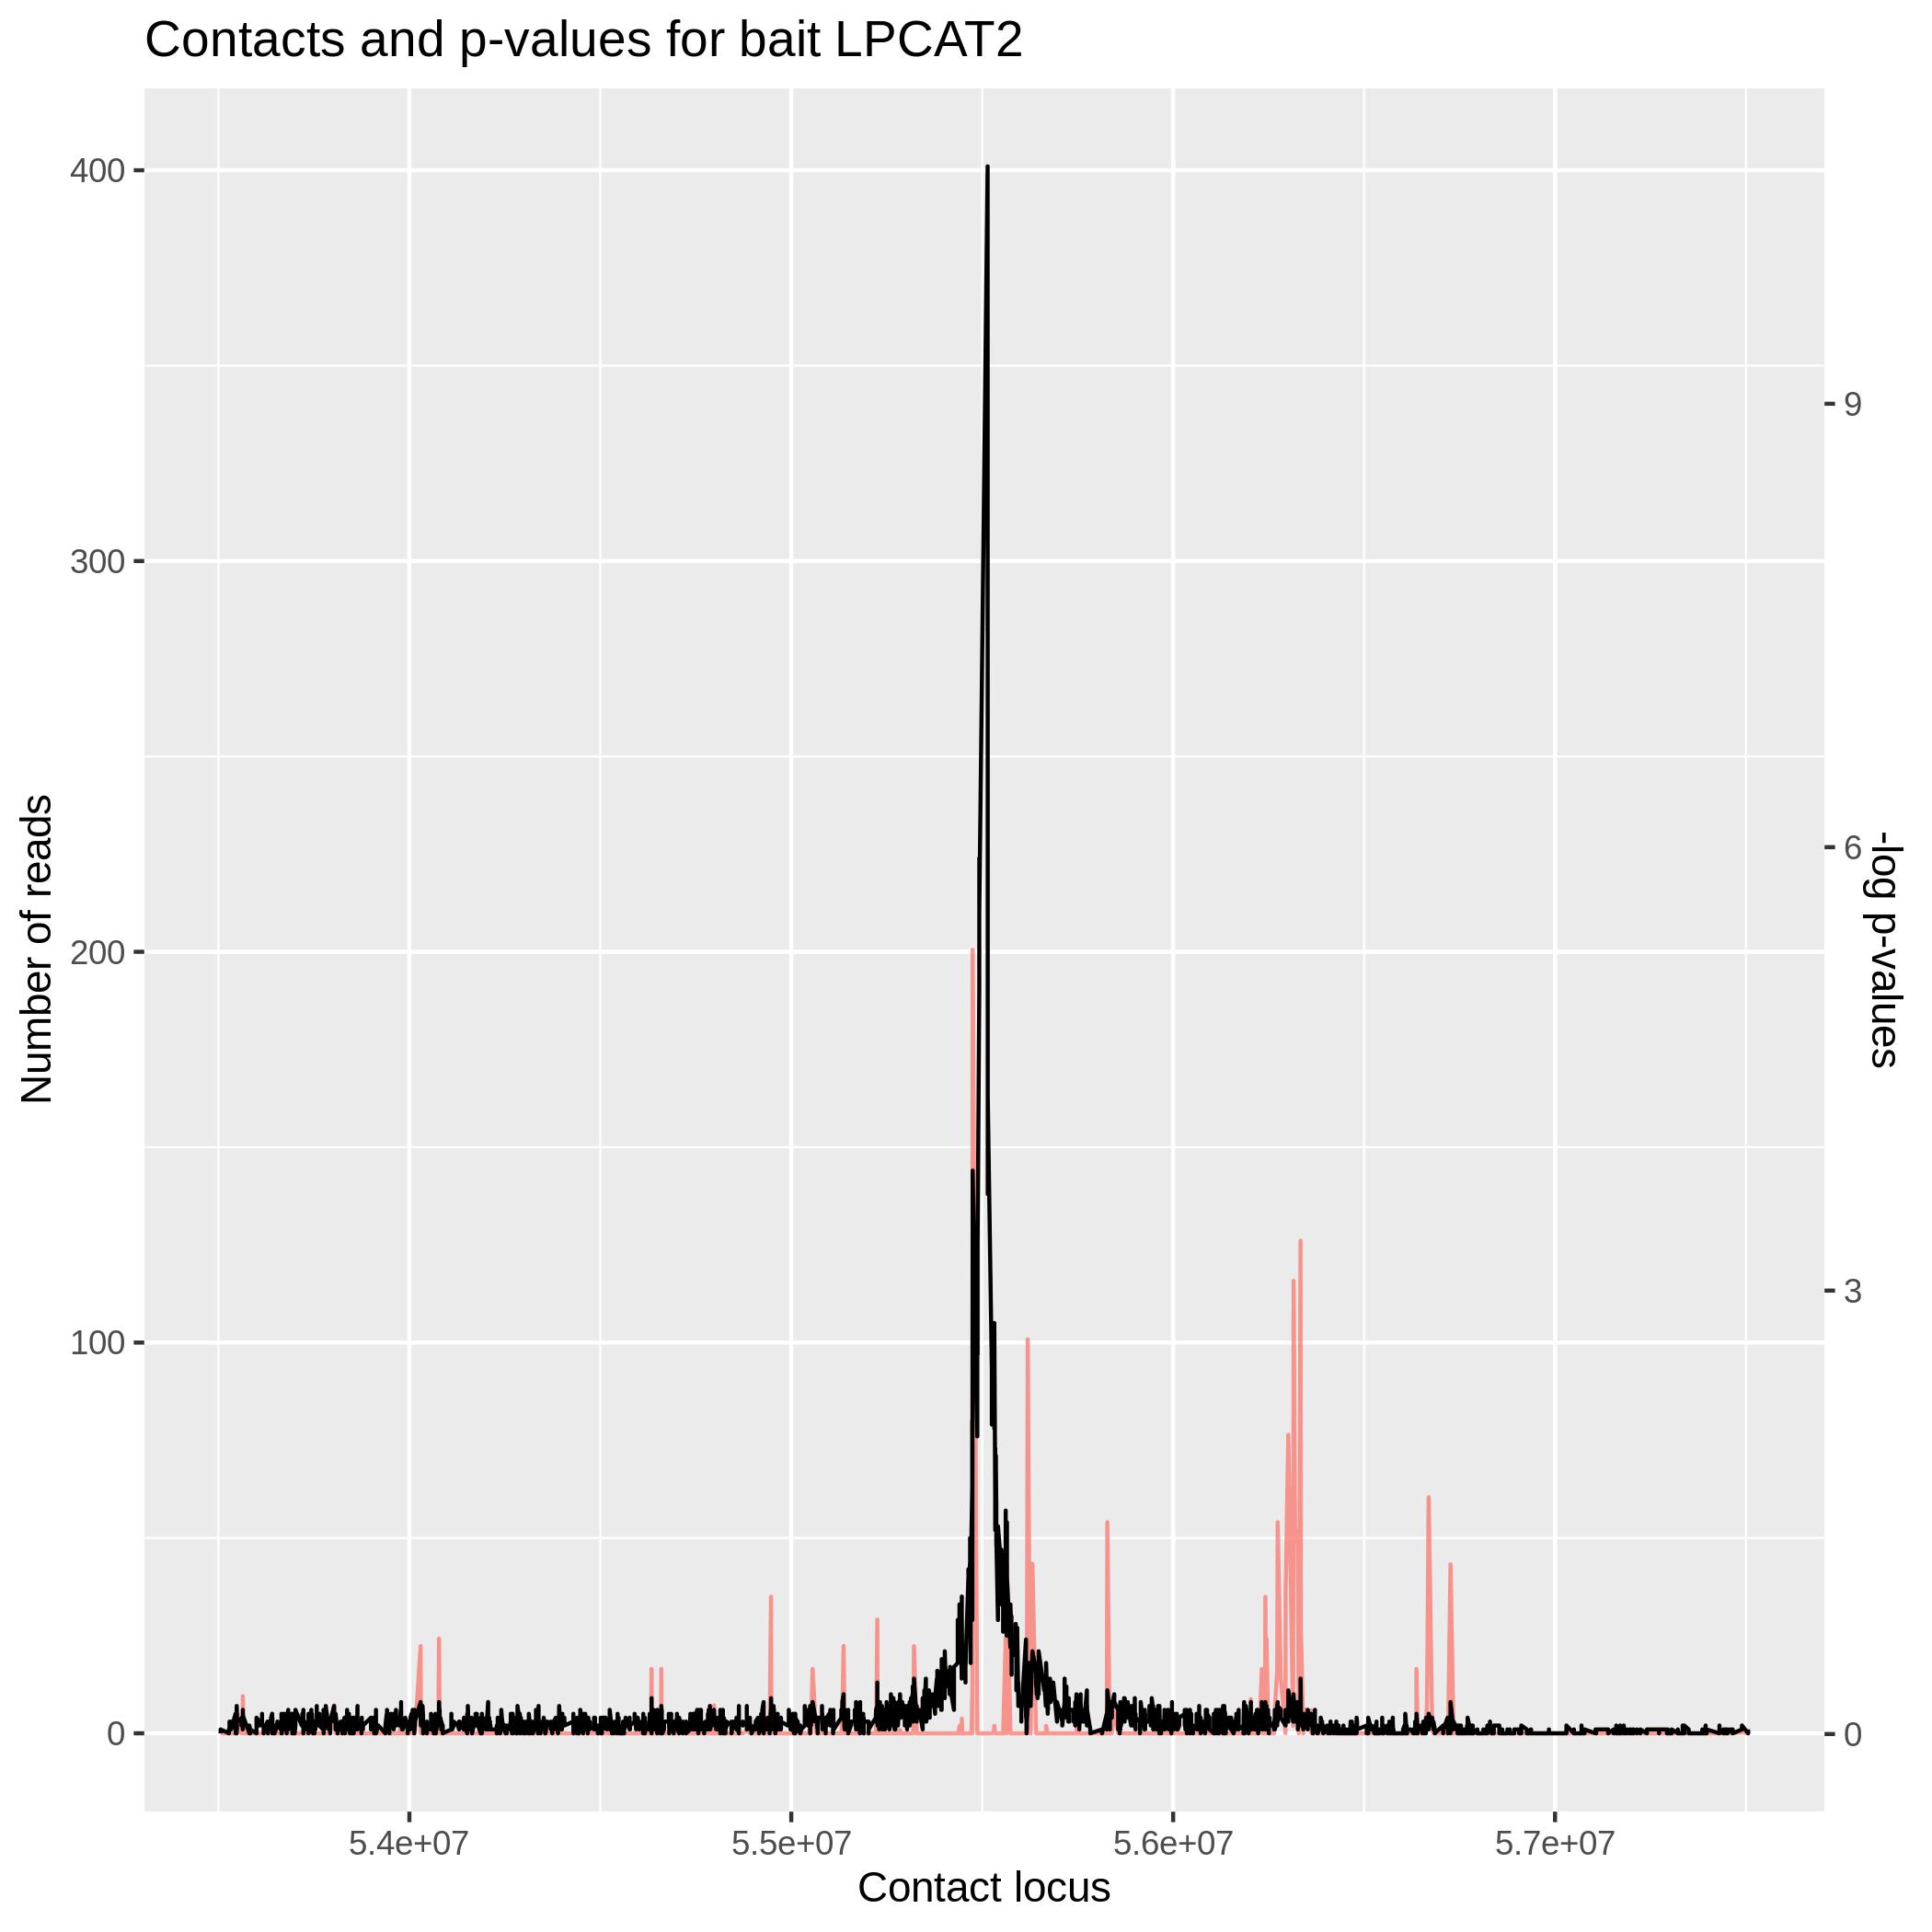 Contacts and p-values for bait LPCAT2
400
300
200
100
0
Number of reads
9
6
3
0
-log p-values
5.4e+07
5.5e+07
5.6e+07
5.7e+07
Contact locus